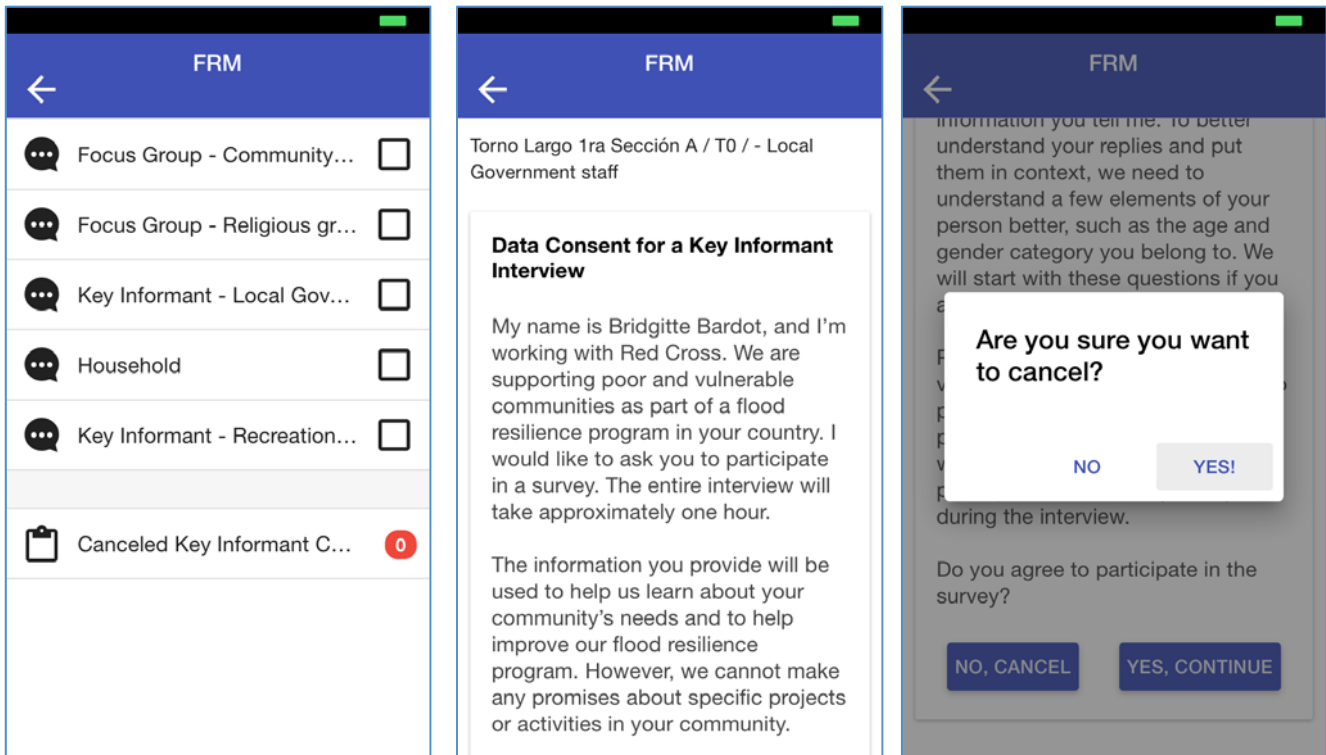 FRM
Focus Group - Community...
Focus Group - Religious gr...
Key Informant - Local Gov...
Household
Key Informant - Recreation...
Canceled Key Informant C...
0
FRM
Torno Largo 1ra Sección A / T0 / - Local
Government staff
Data Consent for a Key Informant
Interview
My name is Bridgitte Bardot, and I'm
working with Red Cross. We are
supporting poor and vulnerable
communities as part of a flood
resilience program in your country. I
would like to ask you to participate
in a survey. The entire interview will
take approximately one hour.
The information you provide will be
used to help us learn about your
community's needs and to help
improve our flood resilience
program. However, we cannot make
any promises about specific projects
or activities in your community.
FRM
information you tell me. To better
understand your replies and put
them in context, we need to
understand a few elements of your
person better, such as the age and
gender category you belong to. We
will start with these questions if you
Are you sure you want
to cancel?
NO
YES!
during the interview.
Do you agree to participate in the
survey?
NO, CANCEL
YES, CONTINUE